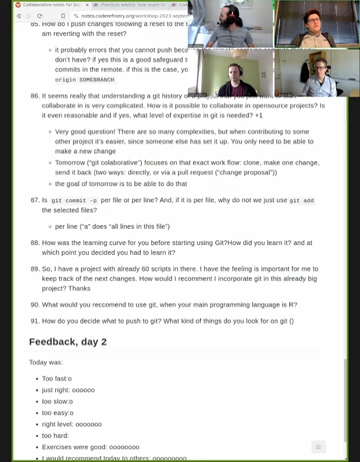 Collaborative notes for
Practical advice: how much Git
notes.coderefinery.org/workshop-2023-septem
85. How do I push changes following a reset to the r
am reverting with the reset?
it probably errors that you cannot push beca
don't have? if yes this is a good safeguard t
commits in the remote. if this is the case, yo
origin SOMEBRANCH
86. It seems really that understanding a git history of
collaborate in is very complicated. How is it possible to collaborate in opensource projects? Is
it even reasonable and if yes, what level of expertise in git is needed? +1
Very good question! There are so many complexities, but when contributing to some
other project it's easier, since someone else has set it up. You only need to be able to
make a new change
Tomorrow ("git colaborative") focuses on that exact work flow: clone, make one change,
send it back (two ways: directly, or via a pull request ("change proposal"))
the goal of tomorrow is to be able to do that
87. Is git commit -p per file or per line? And, if it is per file, why do not we just use git add
the selected files?
per line ("a" does "all lines in this file")
88. How was the learning curve for you before starting using Git?How did you learn it? and at
which point you decided you had to learn it?
89. So, I have a project with already 60 scripts in there. I have the feeling is important for me to
keep track of the next changes. How would I recomment I incorporate git in this already big
project? Thanks
90. What would you reccomend to use git, when your main programming language is R?
91. How do you decide what to push to git? What kind of things do you look for on git ()
Feedback, day 2
Today was:
Too fast:o
just right: oooooo
too slow:o
too easy:o
right level: ooooooo
too hard:
Exercises were good: oooooooo
I would recommend today to others: ooooooooo